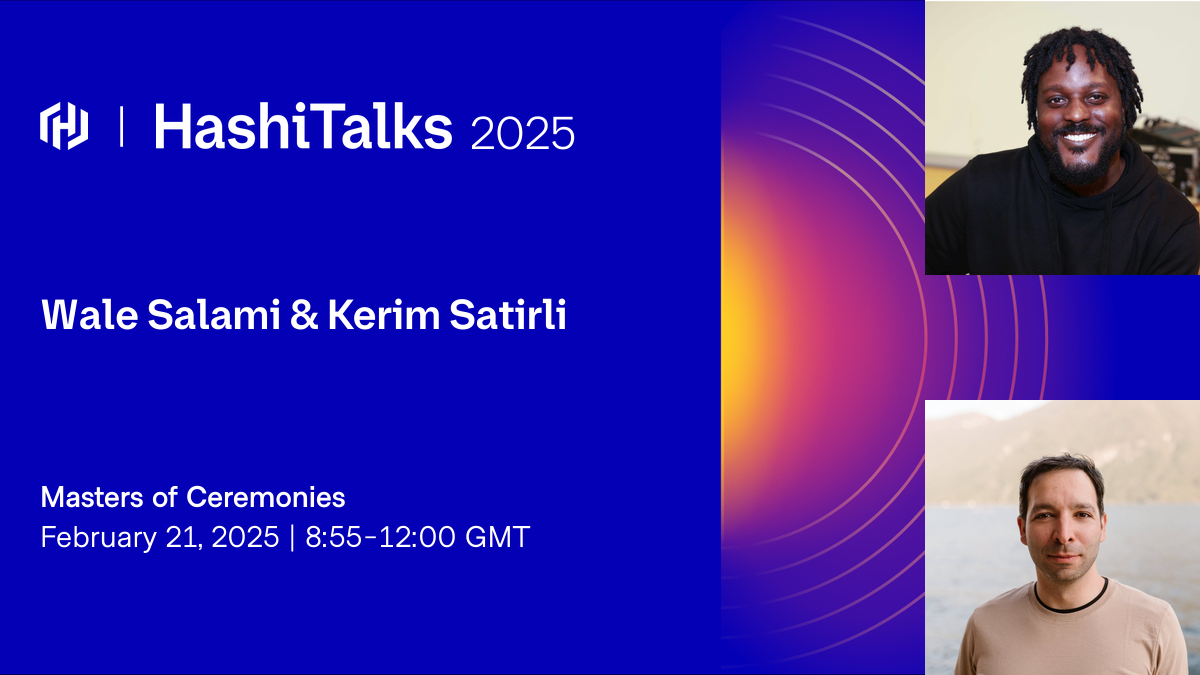 HashiTalks 2025
Wale Salami & Kerim Satirli
Masters of Ceremonies
February 21, 2025 | 8:55–12:00 GMT